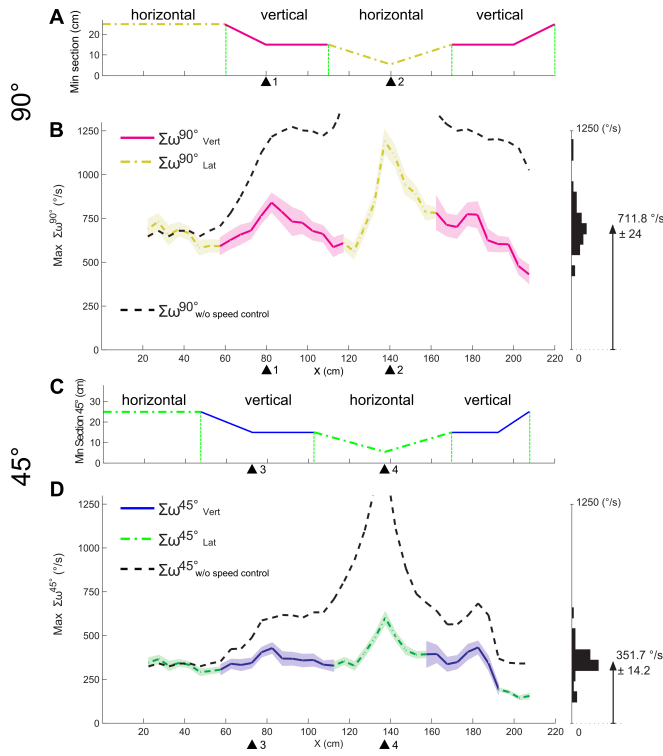 90°
A
horizontal vertical horizontal vertical
Min section (cm)
20
10
0
1 2
B
Max Σω90° (°/s)
1250
1000
750
500
250
0
Σω90° Vert
Σω90° Lat
Σω90° w/o speed control
20 40 60 80 100 120 140 160 180 200 220
1 X (cm) 2
1250 (°/s)
711.8 °/s
± 24
0
45°
C
horizontal vertical horizontal vertical
Min Section 45° (cm)
30
20
10
0
3 4
D
Max Σω45° (°/s)
1250
1000
750
500
250
0
Σω45° Vert
Σω45° Lat
Σω45° w/o speed control
20 40 60 80 100 120 140 160 180 200 220
3 X (cm) 4
1250 (°/s)
351.7 °/s
± 14.2
0